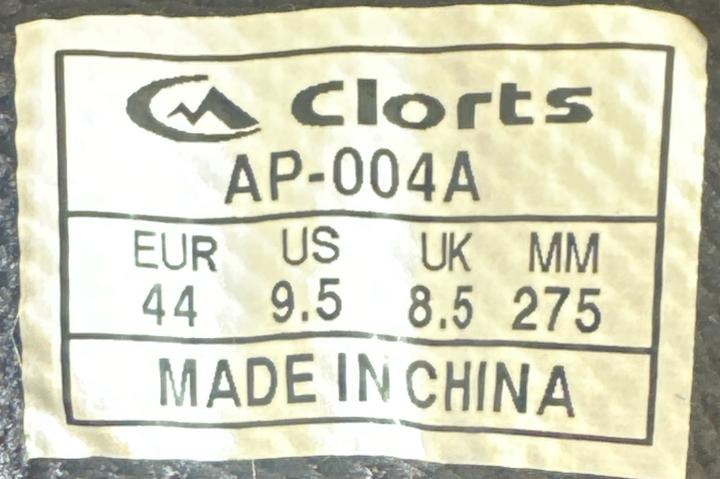 Clorts
AP-004A
EUR US UK MM
44 9.5 8.5 275
MADE IN CHINA